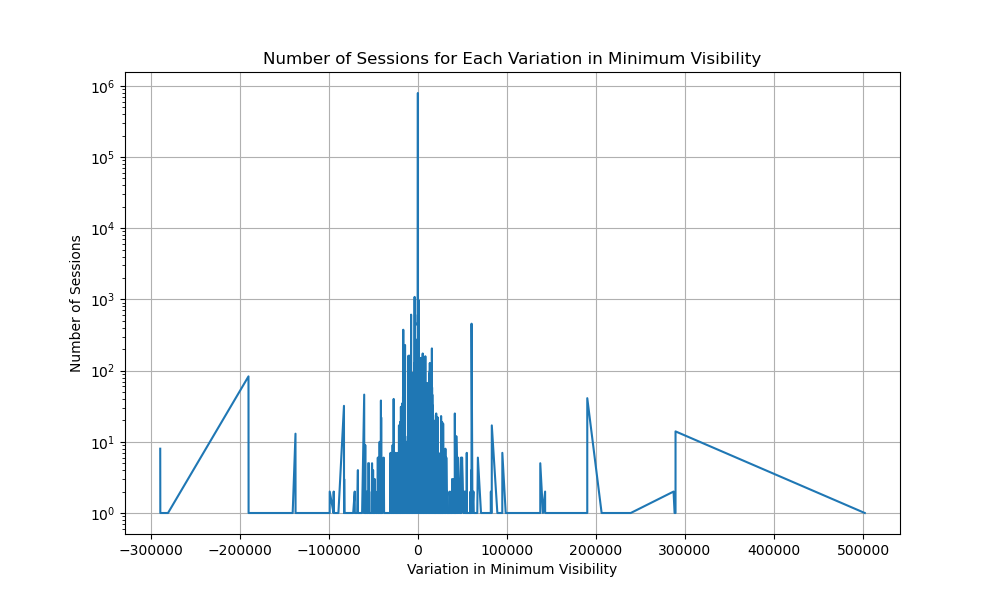 Number of Sessions for Each Variation in Minimum Visibility
Number of Sessions
10^6
10^5
10^4
10^3
10^2
10^1
10^0
−300000 −200000 −100000 0 100000 200000 300000 400000 500000
Variation in Minimum Visibility